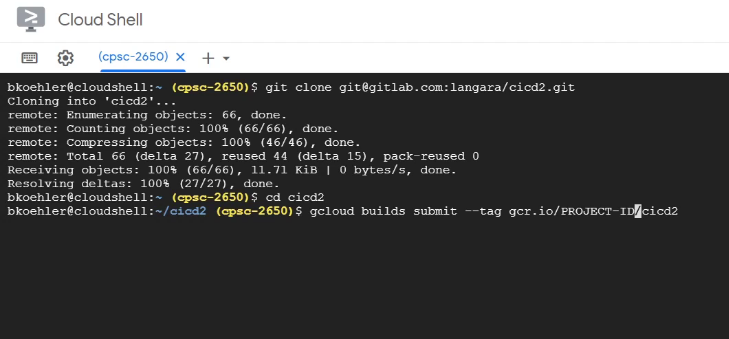 Cloud Shell
(cpsc-2650) × + ▾
bkoehler@cloudshell:~ (cpsc-2650)$ git clone git@gitlab.com:langara/cicd2.git
Cloning into 'cicd2'...
remote: Enumerating objects: 66, done.
remote: Counting objects: 100% (66/66), done.
remote: Compressing objects: 100% (46/46), done.
remote: Total 66 (delta 27), reused 44 (delta 15), pack-reused 0
Receiving objects: 100% (66/66), 11.71 KiB | 0 bytes/s, done.
Resolving deltas: 100% (27/27), done.
bkoehler@cloudshell:~ (cpsc-2650)$ cd cicd2
bkoehler@cloudshell:~/cicd2 (cpsc-2650)$ gcloud builds submit --tag gcr.io/PROJECT-ID/cicd2